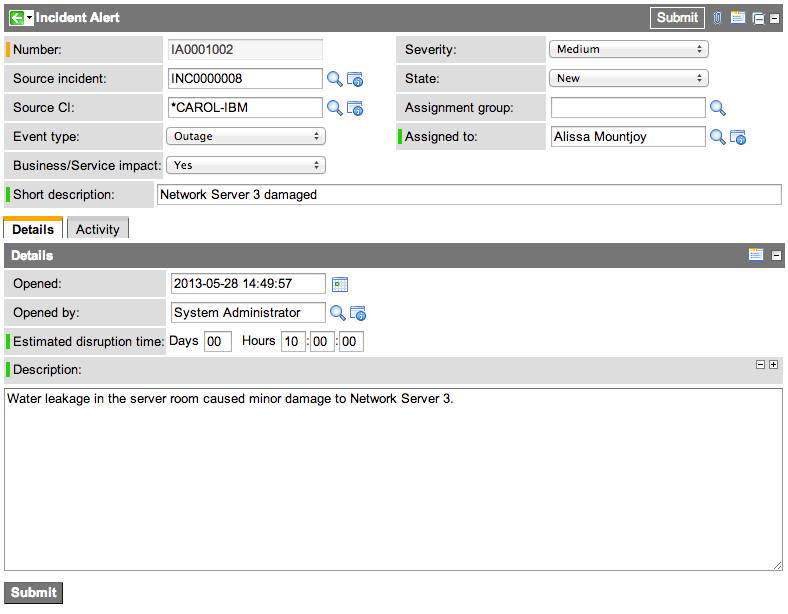 Incident Alert Submit
Number: IA0001002 Severity: Medium
Source incident: INC0000008 State: New
Source CI: *CAROL-IBM Assignment group:
Event type: Outage Assigned to: Alissa Mountjoy
Business/Service impact: Yes
Short description: Network Server 3 damaged
Details Activity
Details
Opened: 2013-05-28 14:49:57
Opened by: System Administrator
Estimated disruption time: Days 00 Hours 10 : 00 : 00
Description:
Water leakage in the server room caused minor damage to Network Server 3.
Submit